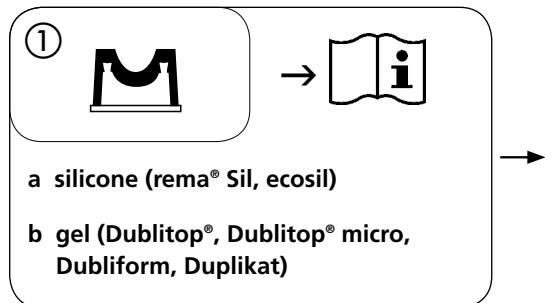 ①
i
a silicone (rema® Sil, ecosil)
b gel (Dublitop®, Dublitop® micro,
Dubliform, Duplikat)